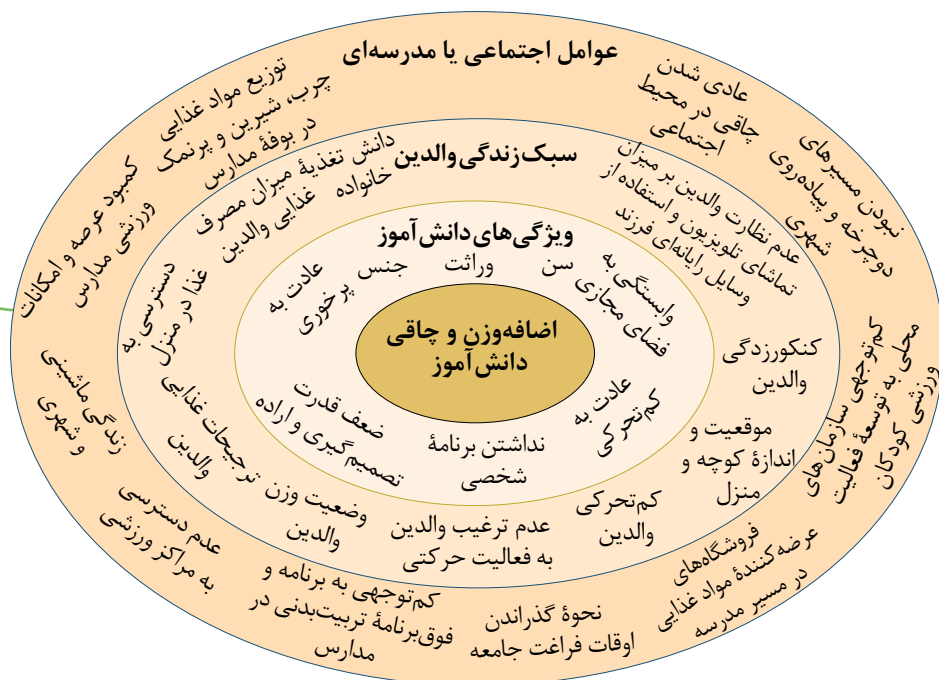 عوامل اجتماعی یا مدرسه‌ای
عادی شدن
چاقی در محیط
اجتماعی
نبودن مسیرهای
دوچرخه و پیاده‌روی
شهری
کم‌توجهی سازمان‌های
محلی به توسعهٔ فعالیت
ورزشی کودکان
فروشگاه‌های
عرضه‌کنندهٔ مواد غذایی
در مسیر مدرسه
نحوهٔ گذراندن
اوقات فراغت جامعه
کم‌توجهی به برنامه و
فوق‌برنامهٔ تربیت‌بدنی در
مدارس
عدم دسترسی
به مراکز ورزشی
زندگی ماشینی
و شهری
کمبود عرصه و امکانات
ورزشی مدارس
توزیع مواد غذایی
چرب، شیرین و پرنمک
در بوفهٔ مدارس
سبک زندگی والدین
عدم نظارت والدین بر میزان
تماشای تلویزیون و استفاده از
وسایل رایانه‌ای فرزند
کنکورزدگی
والدین
موقعیت و
اندازهٔ کوچه و
منزل
کم‌تحرکی
والدین
عدم ترغیب والدین
به فعالیت حرکتی
وضعیت وزن
والدین
ترجیحات غذایی
والدین
دسترسی به
غذا در منزل
میزان مصرف
غذایی والدین
دانش تغذیهٔ
خانواده
ویژگی‌های دانش‌آموز
وابستگی به
فضای مجازی
سن
وراثت
جنس
عادت به
پرخوری
ضعف قدرت
تصمیم‌گیری و اراده
نداشتن برنامهٔ
شخصی
عادت به
کم‌تحرکی
اضافه‌وزن و چاقی
دانش‌آموز